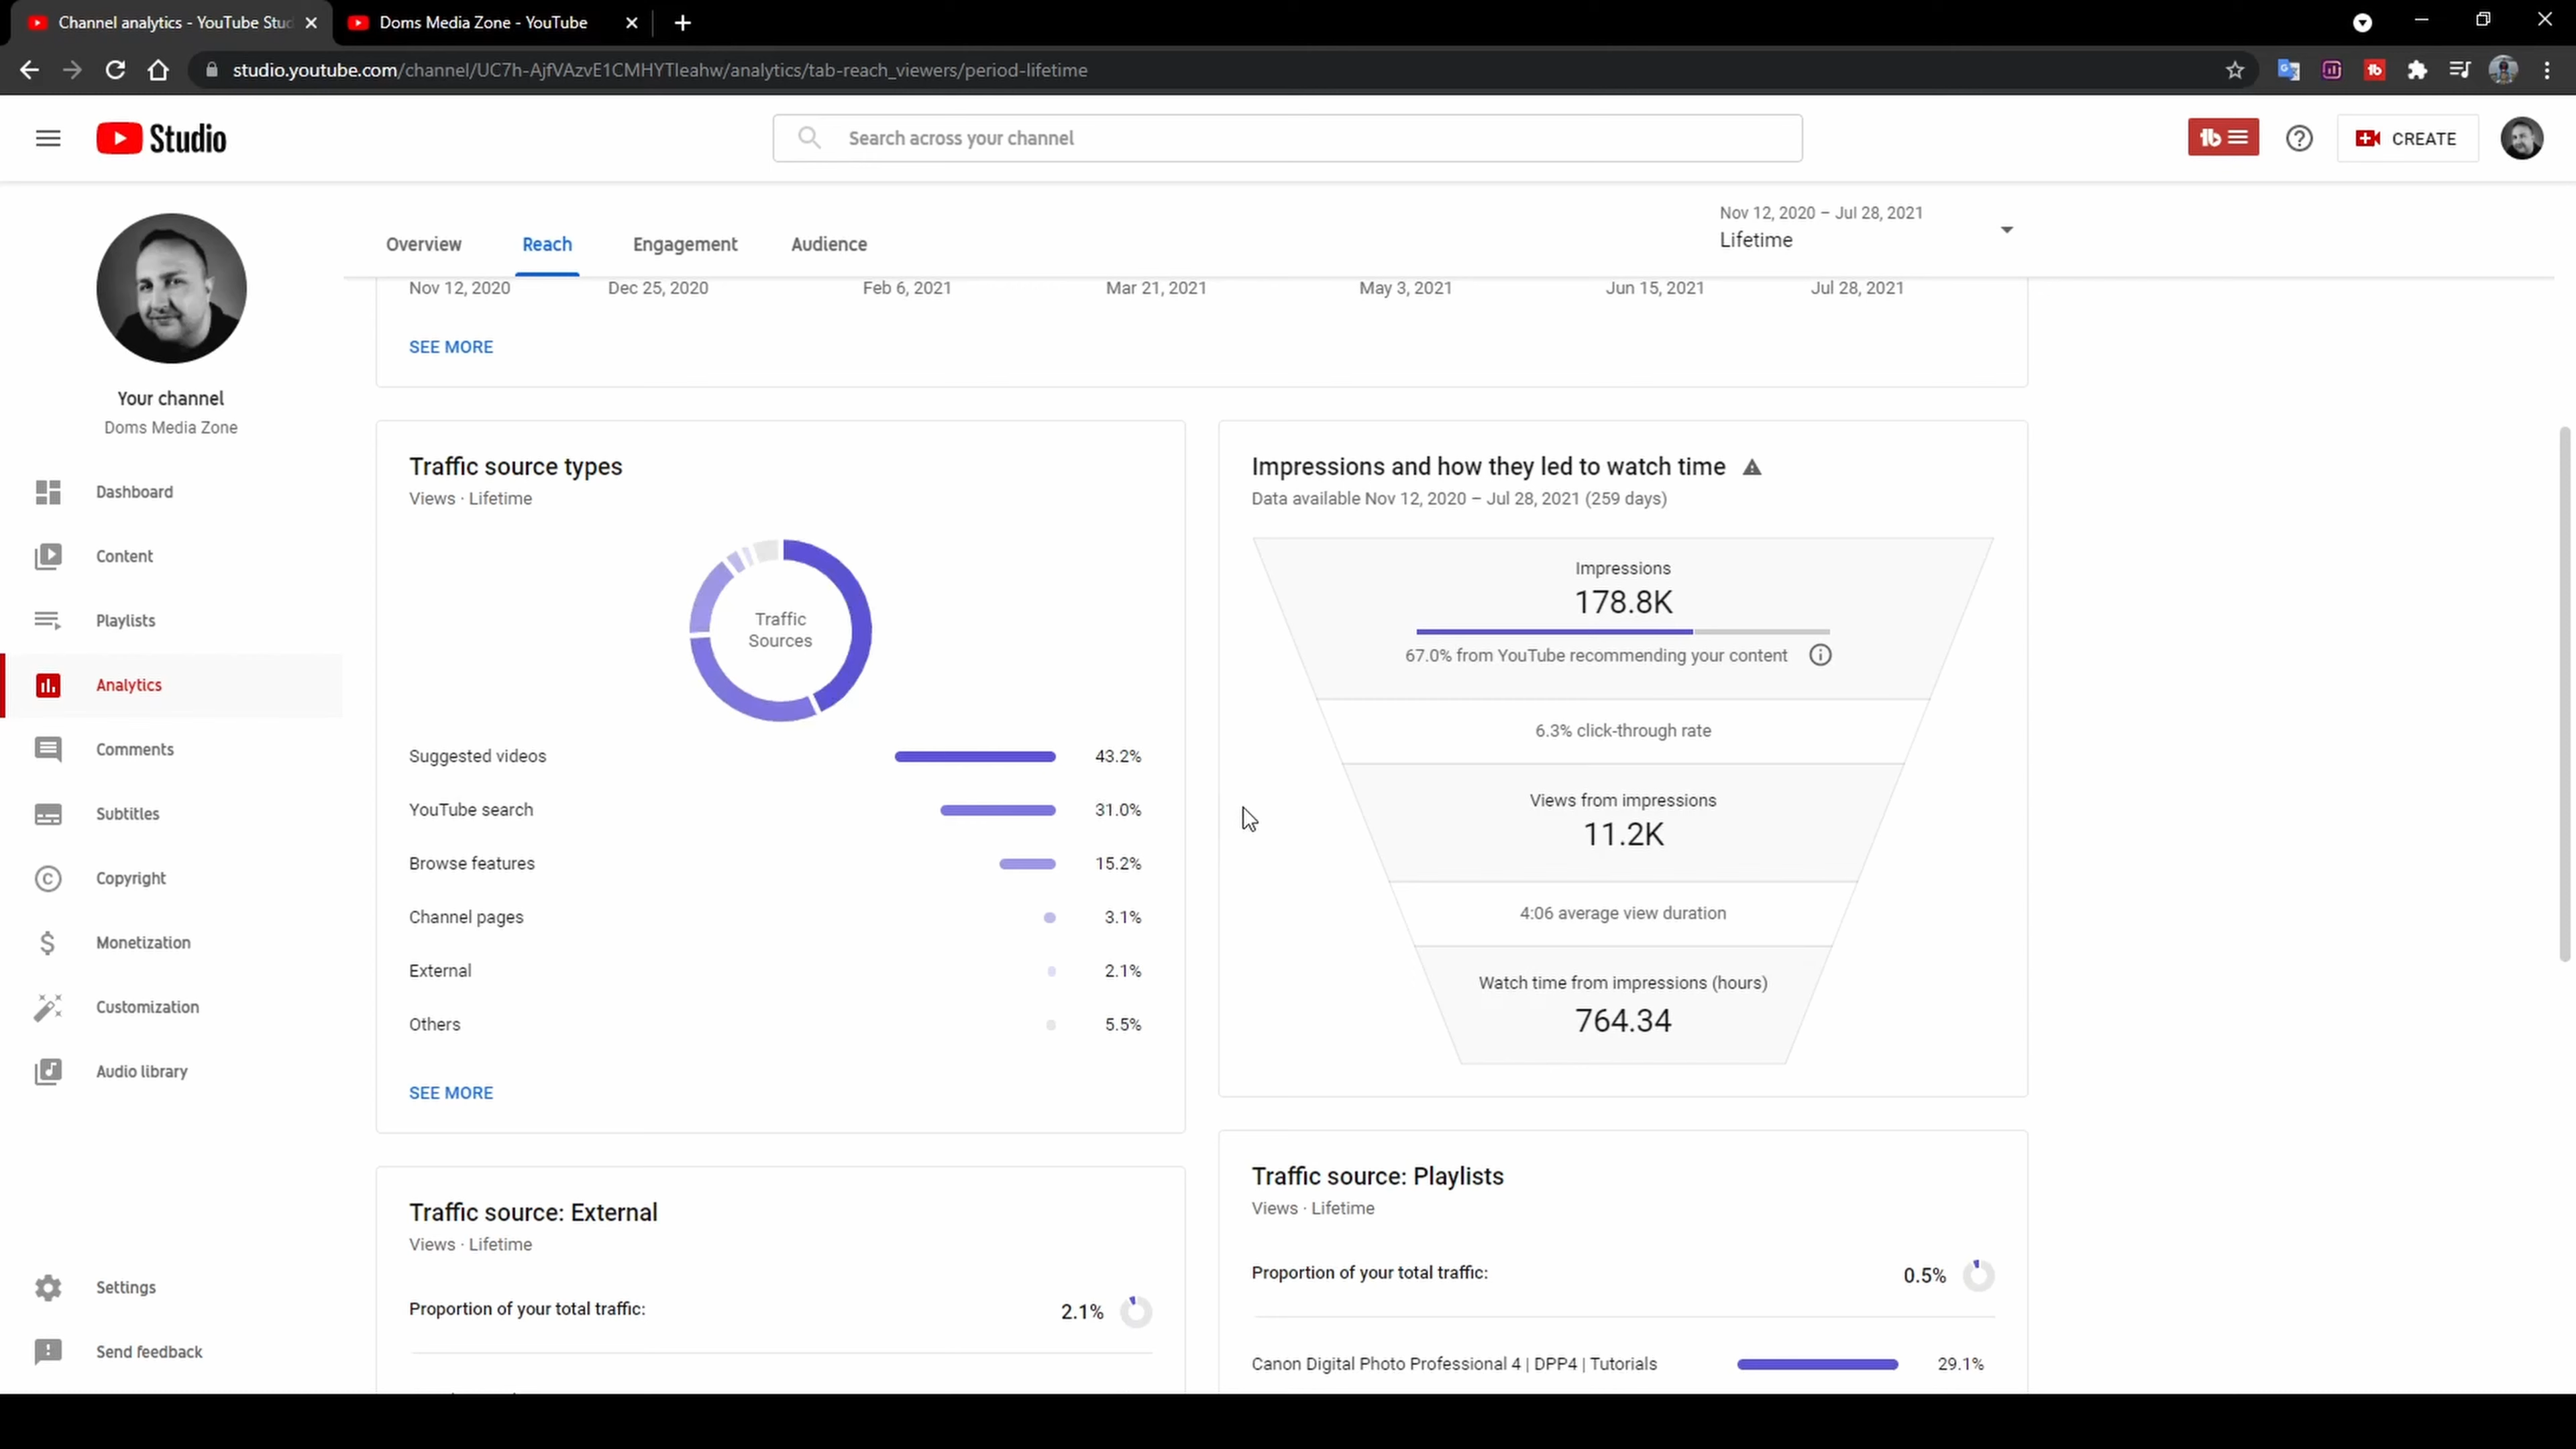 Channel analytics - YouTube Stud
Doms Media Zone - YouTube
studio.youtube.com/channel/UC7h-AjfVAzvE1CMHYTIeahw/analytics/tab-reach_viewers/period-lifetime
Studio
Search across your channel
CREATE
Your channel
Doms Media Zone
Dashboard
Content
Playlists
Analytics
Comments
Subtitles
Copyright
Monetization
Customization
Audio library
Settings
Send feedback
Overview
Reach
Engagement
Audience
Nov 12, 2020 – Jul 28, 2021
Lifetime
Nov 12, 2020
Dec 25, 2020
Feb 6, 2021
Mar 21, 2021
May 3, 2021
Jun 15, 2021
Jul 28, 2021
SEE MORE
Traffic source types
Views · Lifetime
Traffic
Sources
Suggested videos 43.2%
YouTube search 31.0%
Browse features 15.2%
Channel pages 3.1%
External 2.1%
Others 5.5%
SEE MORE
Impressions and how they led to watch time
Data available Nov 12, 2020 – Jul 28, 2021 (259 days)
Impressions
178.8K
67.0% from YouTube recommending your content
6.3% click-through rate
Views from impressions
11.2K
4:06 average view duration
Watch time from impressions (hours)
764.34
Traffic source: External
Views · Lifetime
Proportion of your total traffic: 2.1%
Traffic source: Playlists
Views · Lifetime
Proportion of your total traffic: 0.5%
Canon Digital Photo Professional 4 | DPP4 | Tutorials 29.1%